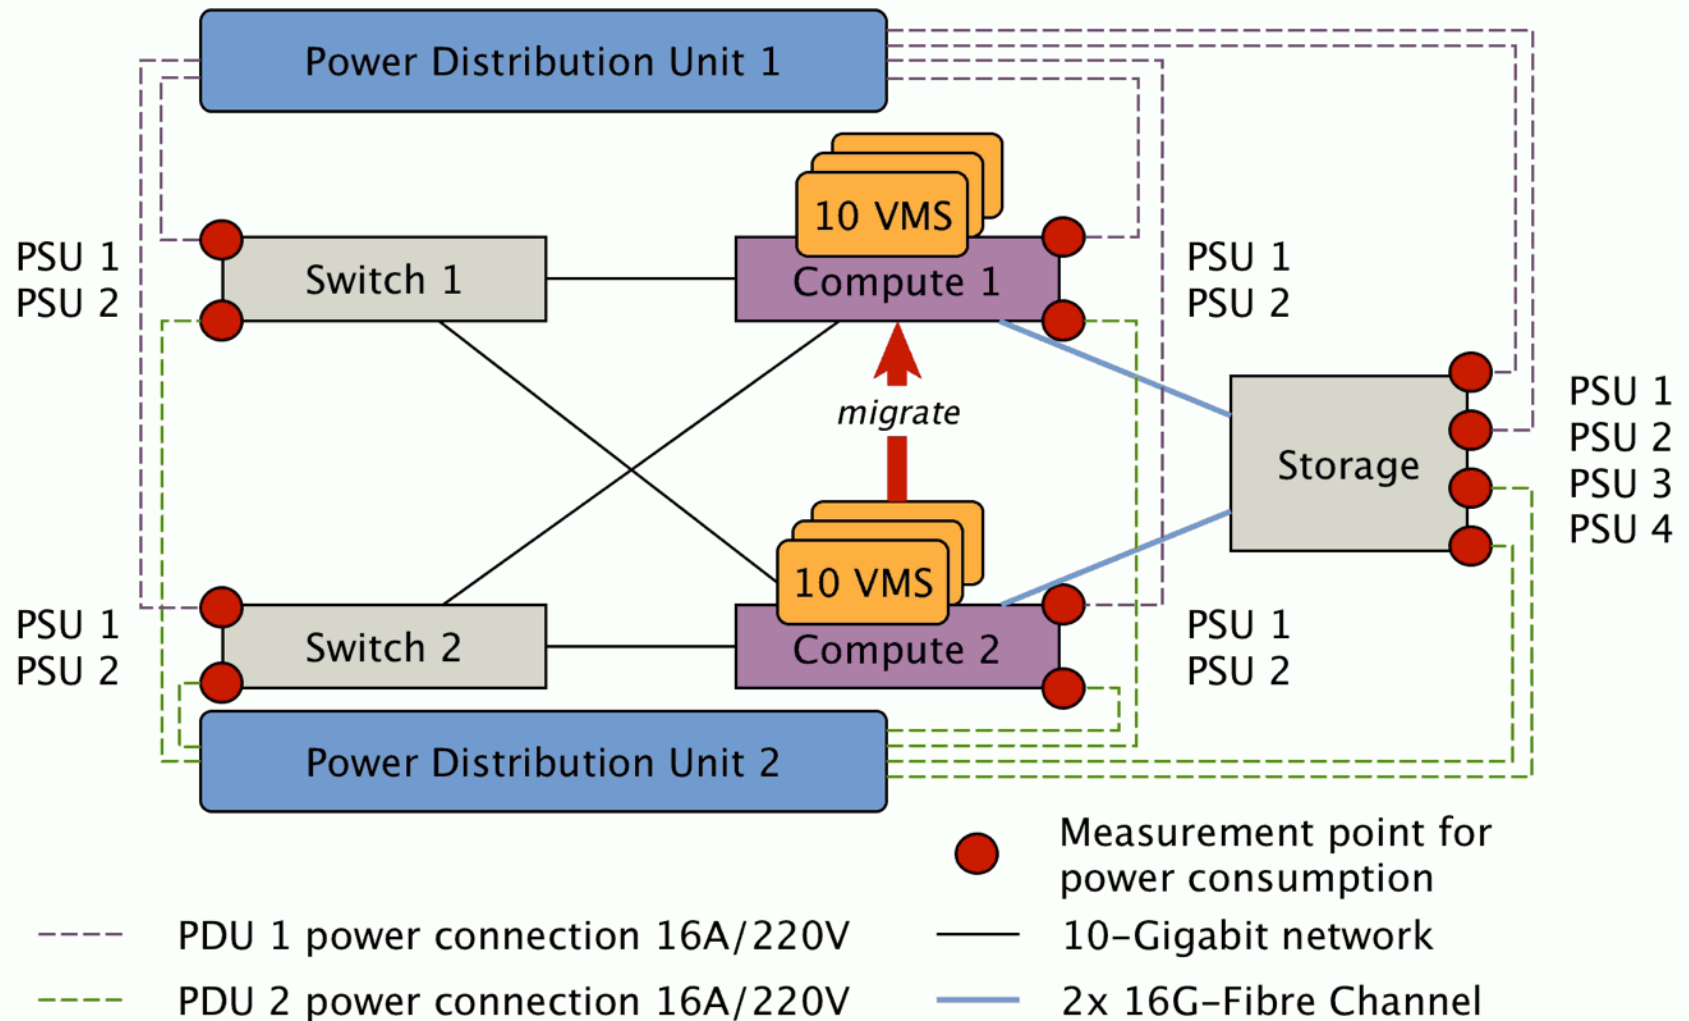 Power Distribution Unit 1
10 VMS
PSU 1
PSU 2
Switch 1
Compute 1
PSU 1
PSU 2
migrate
Storage
PSU 1
PSU 2
PSU 3
PSU 4
10 VMS
PSU 1
PSU 2
Switch 2
Compute 2
PSU 1
PSU 2
Power Distribution Unit 2
Measurement point for
power consumption
PDU 1 power connection 16A/220V
10-Gigabit network
PDU 2 power connection 16A/220V
2x 16G-Fibre Channel